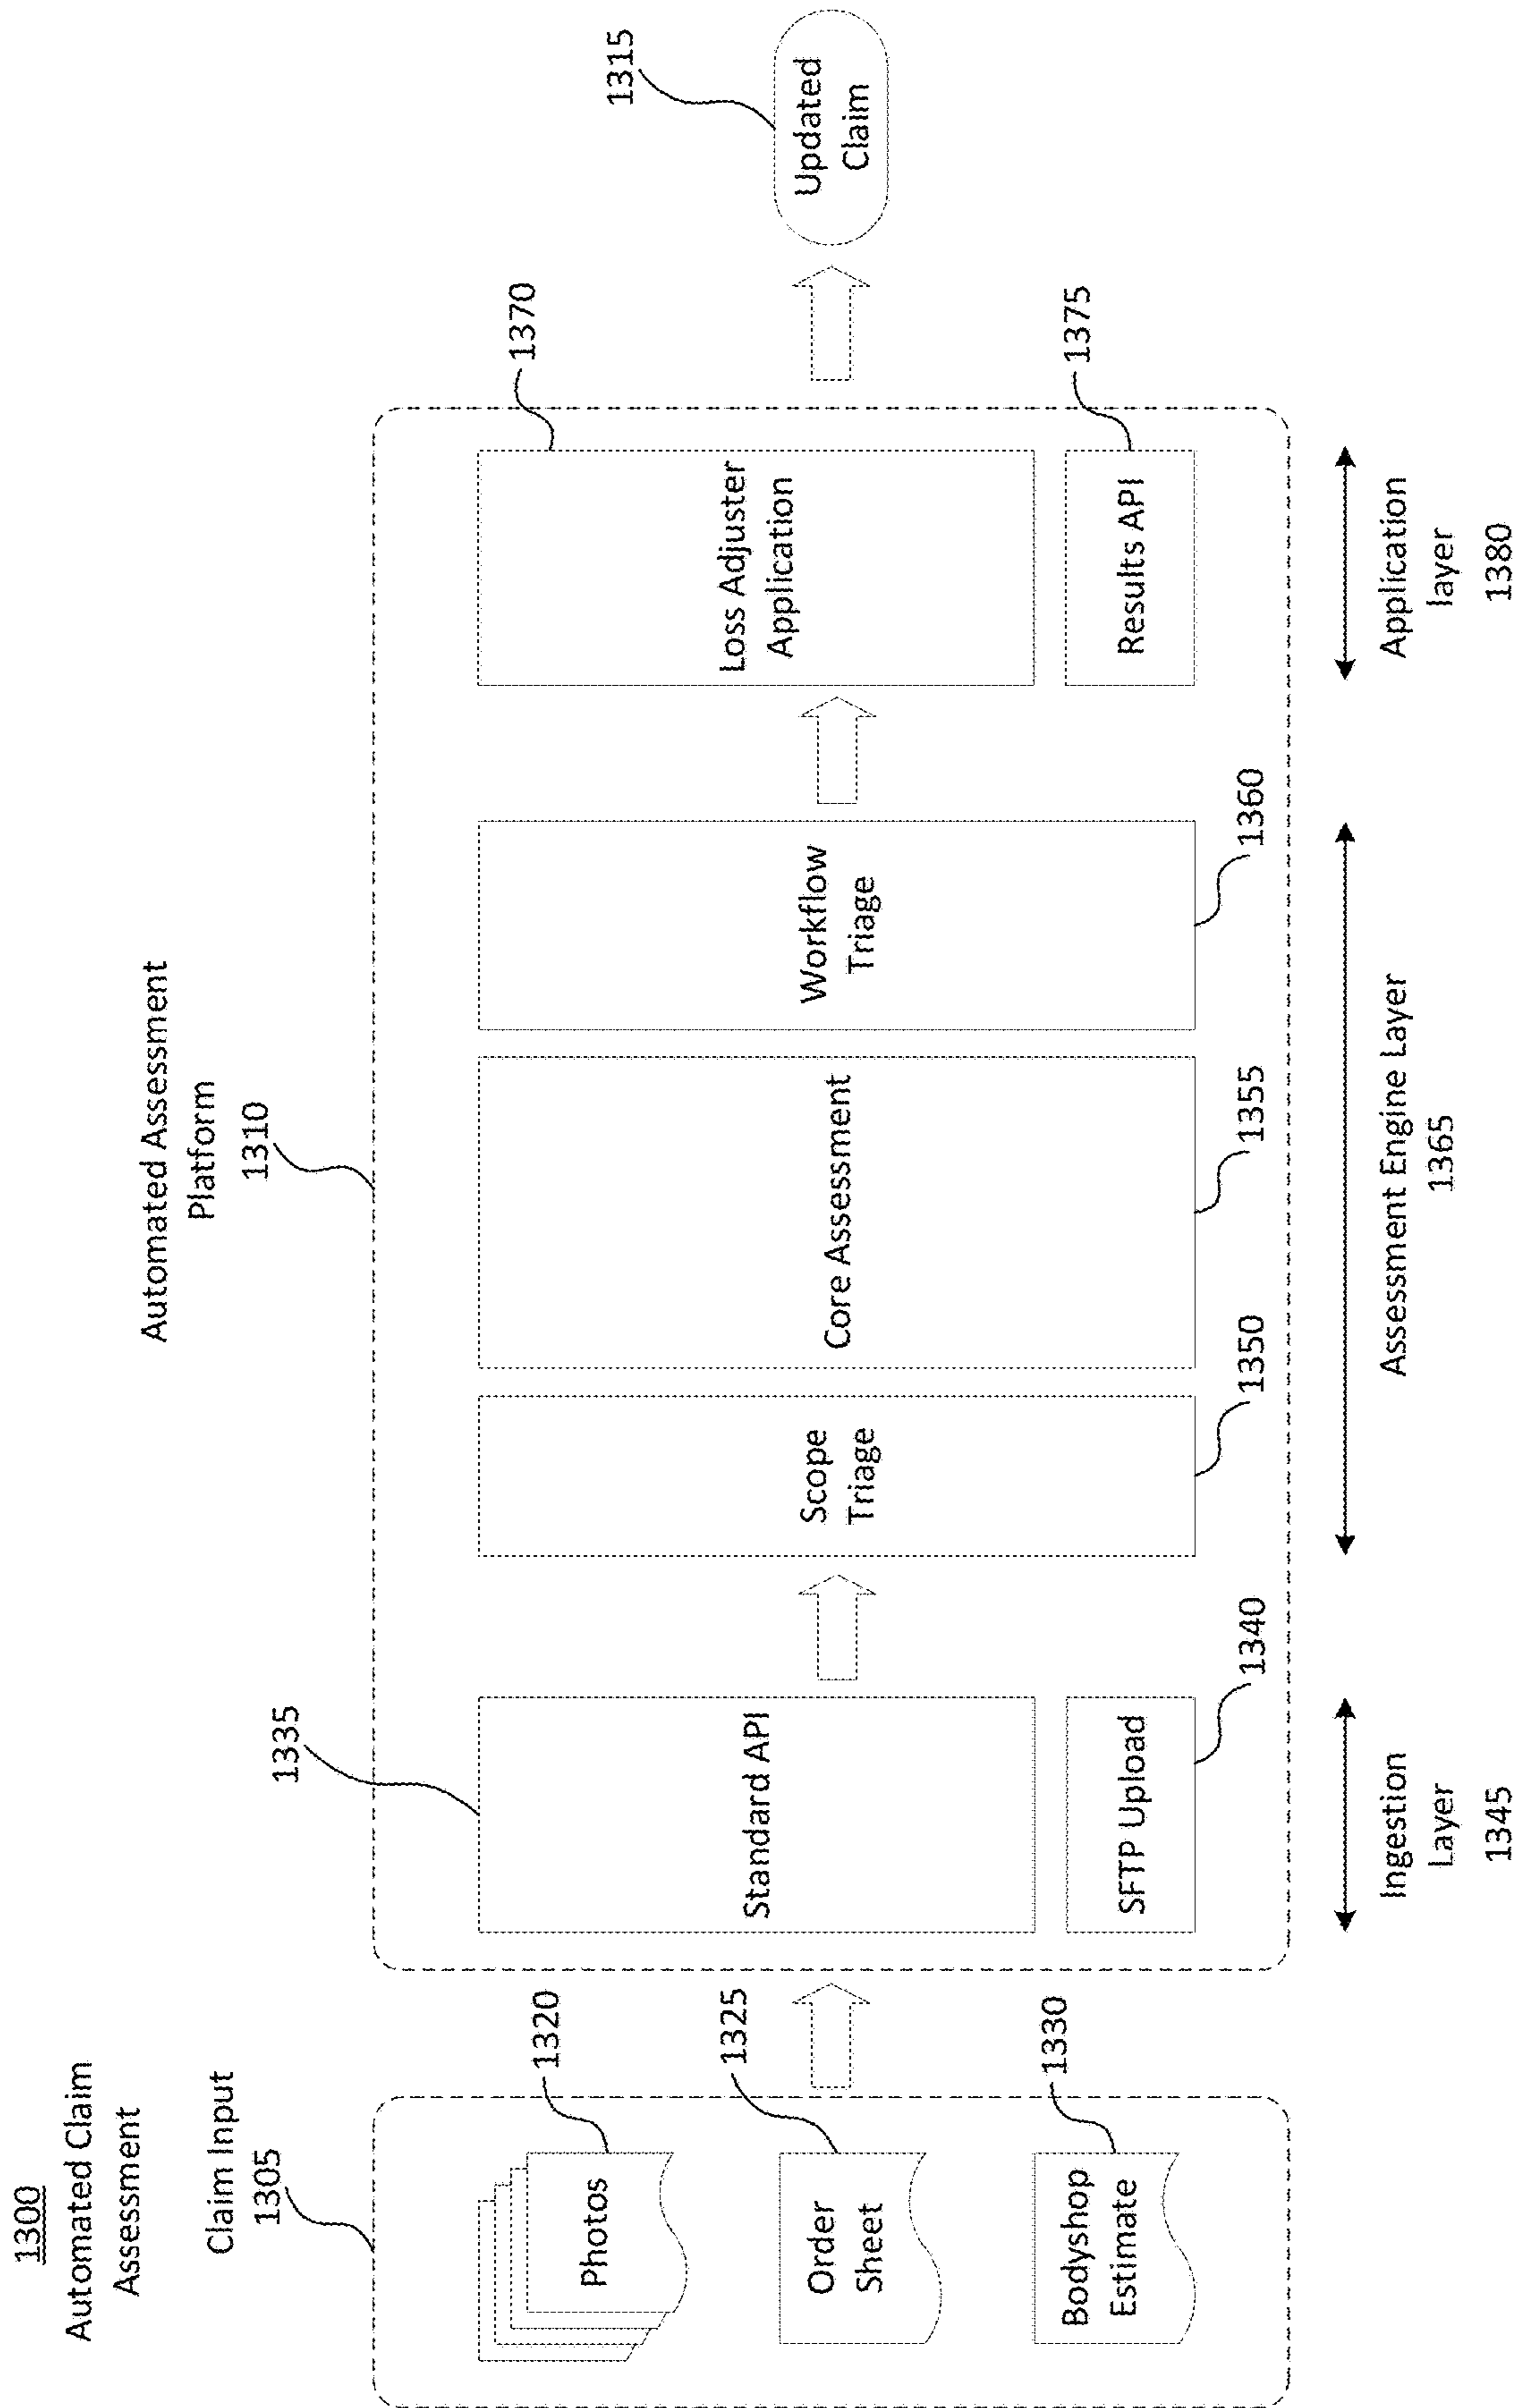 1300
Automated Claim
Assessment
Claim Input
1305
Photos
1320
Order
Sheet
1325
Bodyshop
Estimate
1330
Automated Assessment
Platform
1310
1335
Standard API
SFTP Upload
1340
Ingestion
Layer
1345
Scope
Triage
1350
Core Assessment
1355
Workflow
Triage
1360
Assessment Engine Layer
1365
Loss Adjuster
Application
1370
Results API
1375
Application
layer
1380
Updated
Claim
1315